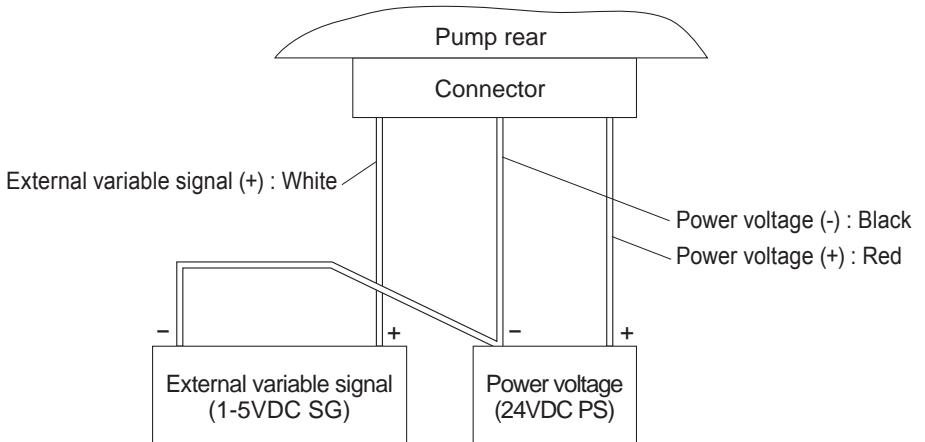 Pump rear
Connector
External variable signal (+) : White
Power voltage (-) : Black
Power voltage (+) : Red
− + − +
External variable signal
(1-5VDC SG)
Power voltage
(24VDC PS)